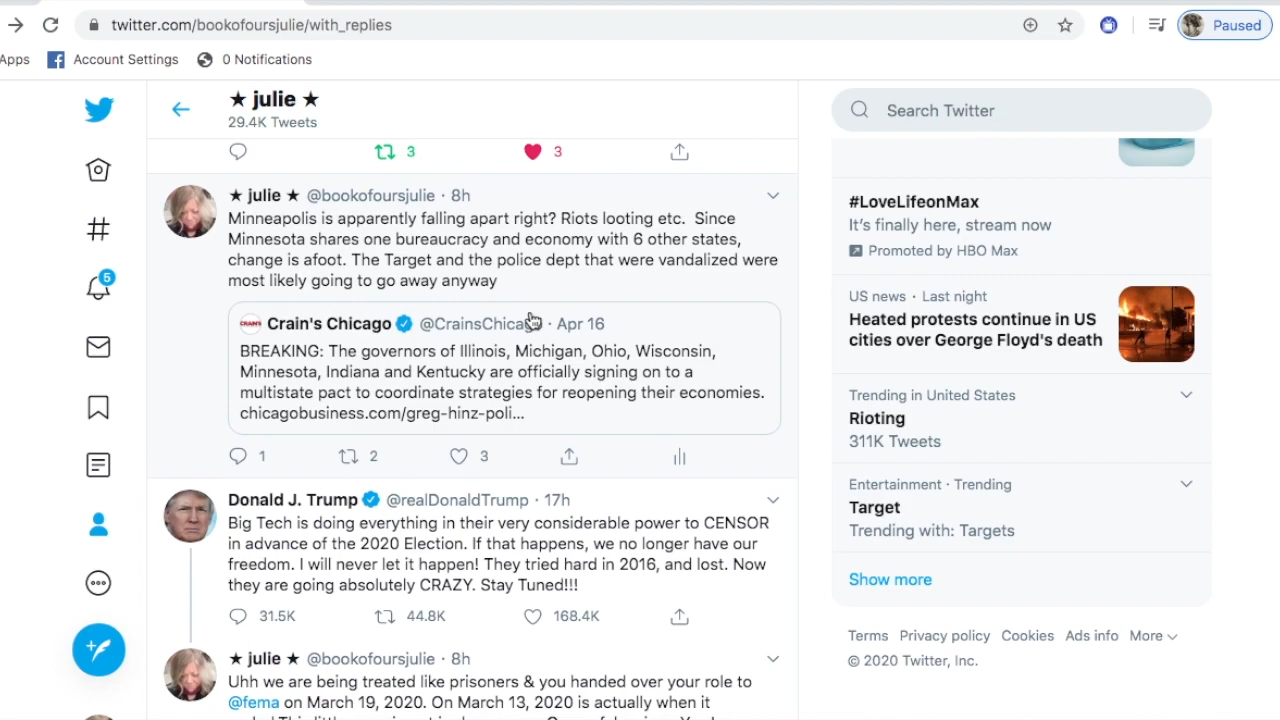 twitter.com/bookofoursjulie/with_replies
Paused
Apps
Account Settings
0 Notifications
★ julie ★
29.4K Tweets
3
3
★ julie ★ @bookofoursjulie · 8h
Minneapolis is apparently falling apart right? Riots looting etc. Since
Minnesota shares one bureaucracy and economy with 6 other states,
change is afoot. The Target and the police dept that were vandalized were
most likely going to go away anyway
CRAIN'S
Crain's Chicago @CrainsChica · Apr 16
BREAKING: The governors of Illinois, Michigan, Ohio, Wisconsin,
Minnesota, Indiana and Kentucky are officially signing on to a
multistate pact to coordinate strategies for reopening their economies.
chicagobusiness.com/greg-hinz-poli...
1
2
3
Donald J. Trump @realDonaldTrump · 17h
Big Tech is doing everything in their very considerable power to CENSOR
in advance of the 2020 Election. If that happens, we no longer have our
freedom. I will never let it happen! They tried hard in 2016, and lost. Now
they are going absolutely CRAZY. Stay Tuned!!!
31.5K
44.8K
168.4K
★ julie ★ @bookofoursjulie · 8h
Uhh we are being treated like prisoners & you handed over your role to
@fema on March 19, 2020. On March 13, 2020 is actually when it
5
Search Twitter
#LoveLifeonMax
It's finally here, stream now
Promoted by HBO Max
US news · Last night
Heated protests continue in US
cities over George Floyd's death
Trending in United States
Rioting
311K Tweets
Entertainment · Trending
Target
Trending with: Targets
Show more
Terms Privacy policy Cookies Ads info More
© 2020 Twitter, Inc.